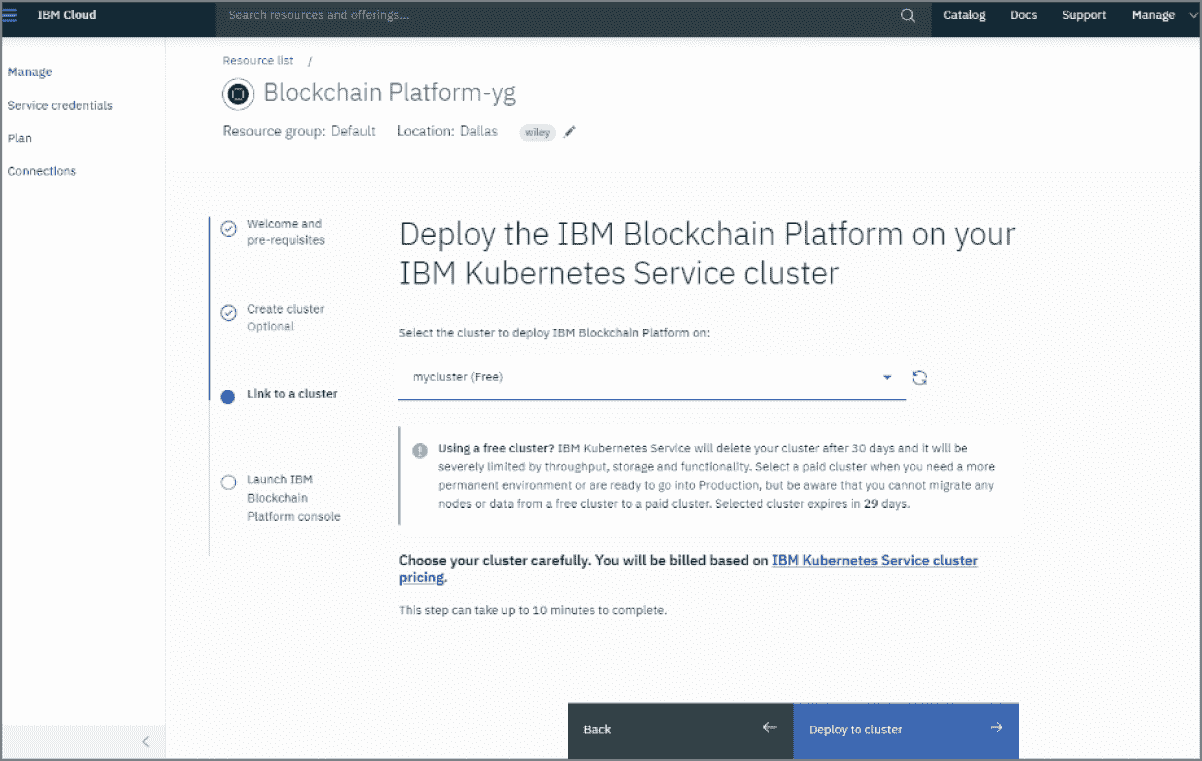 IBM Cloud
Search resources and offerings...
Catalog
Docs
Support
Manage
Manage
Service credentials
Plan
Connections
Resource list /
Blockchain Platform-yg
Resource group: Default Location: Dallas wiley
Welcome and
pre-requisites
Create cluster
Optional
Link to a cluster
Launch IBM
Blockchain
Platform console
Deploy the IBM Blockchain Platform on your
IBM Kubernetes Service cluster
Select the cluster to deploy IBM Blockchain Platform on:
mycluster (Free)
Using a free cluster? IBM Kubernetes Service will delete your cluster after 30 days and it will be
severely limited by throughput, storage and functionality. Select a paid cluster when you need a more
permanent environment or are ready to go into Production, but be aware that you cannot migrate any
nodes or data from a free cluster to a paid cluster. Selected cluster expires in 29 days.
Choose your cluster carefully. You will be billed based on IBM Kubernetes Service cluster
pricing.
This step can take up to 10 minutes to complete.
Back
Deploy to cluster